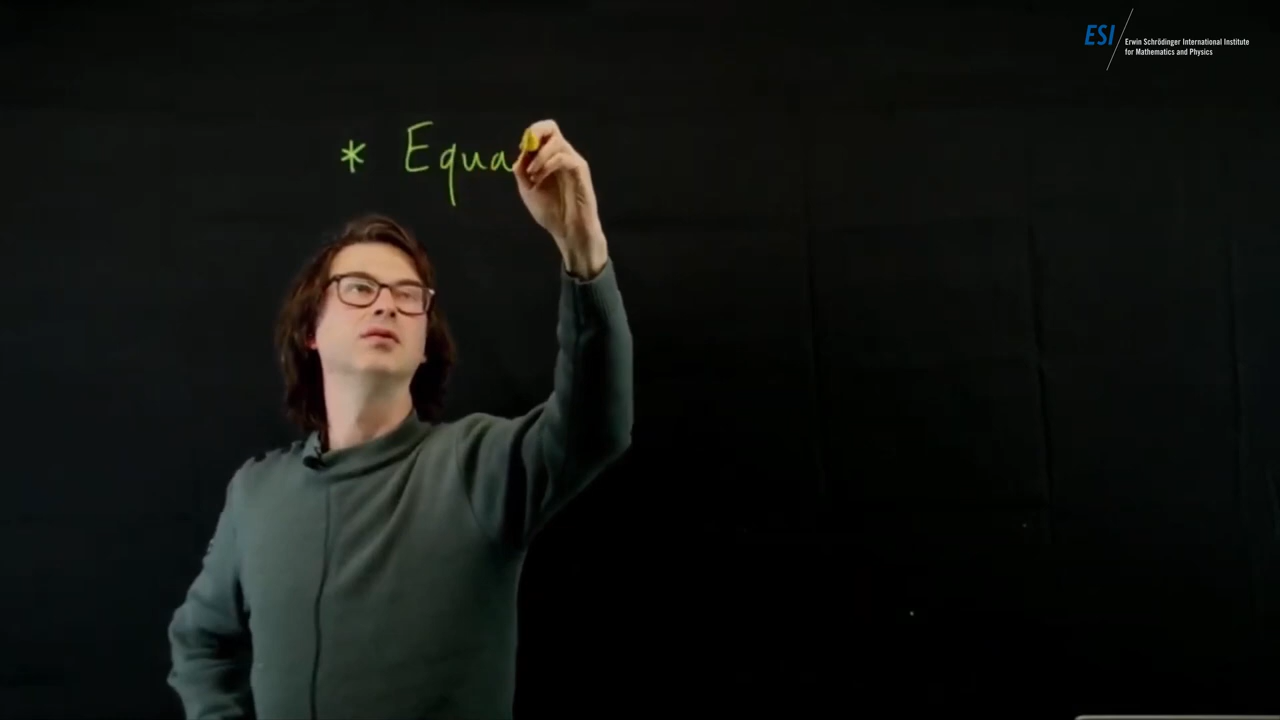 ESI
Erwin Schrödinger International Institute
for Mathematics and Physics
* Equa